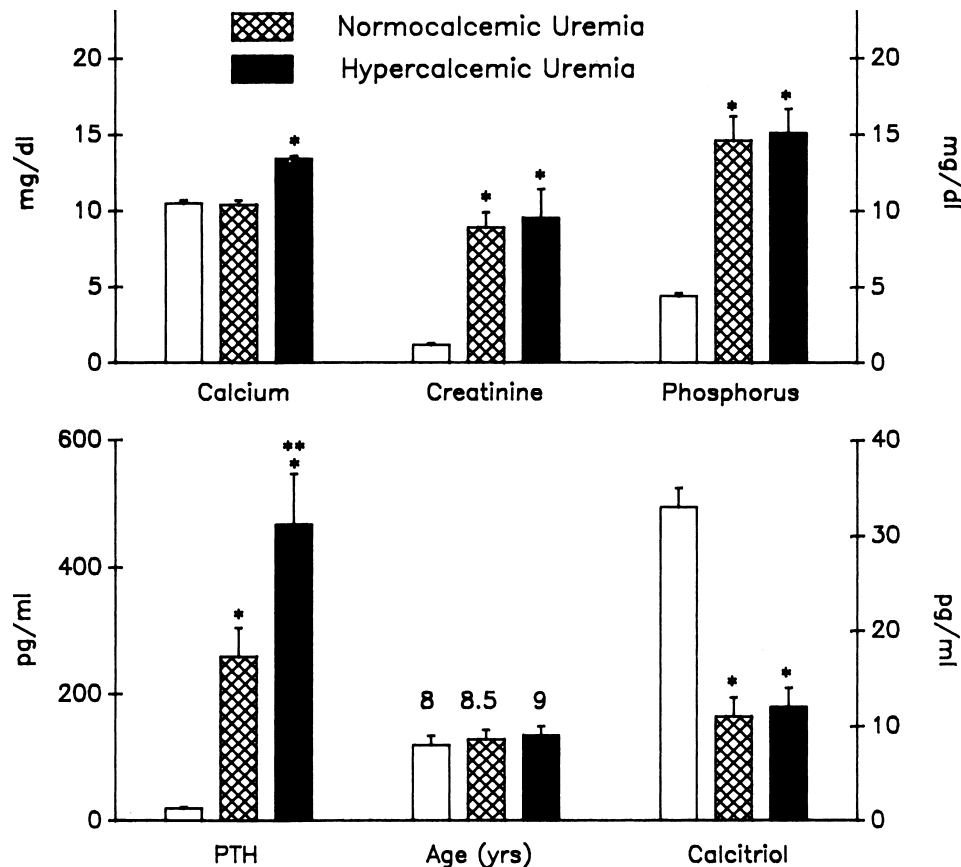 Normocalcemic Uremia
Hypercalcemic Uremia
20
15
10
5
0
mg/dl
20
15
10
5
0
mg/dl
*
*
*
*
*
Calcium
Creatinine
Phosphorus
600
400
200
0
pg/ml
40
30
20
10
0
pg/ml
*
**
*
8
8.5
9
*
*
PTH
Age (yrs)
Calcitriol